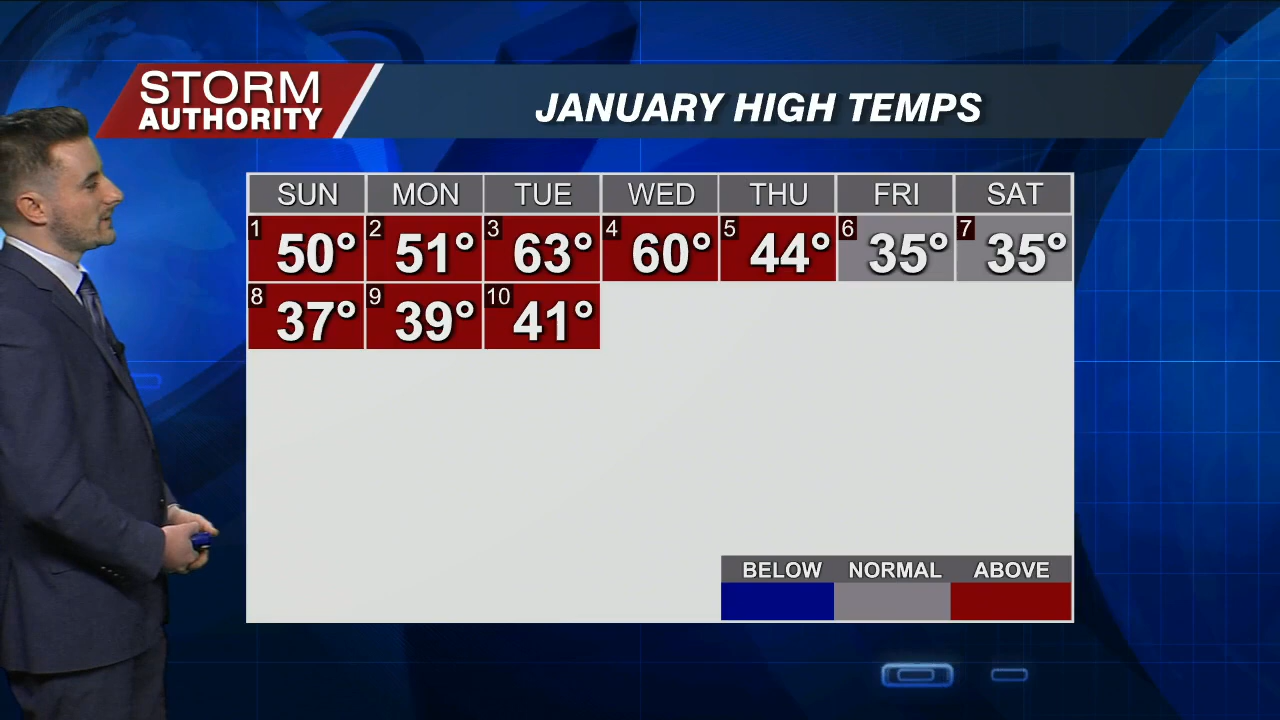 STORM
AUTHORITY
JANUARY HIGH TEMPS
SUN MON TUE WED THU FRI SAT
1 50° 2 51° 3 63° 4 60° 5 44° 6 35° 7 35°
8 37° 9 39° 10 41°
BELOW NORMAL ABOVE